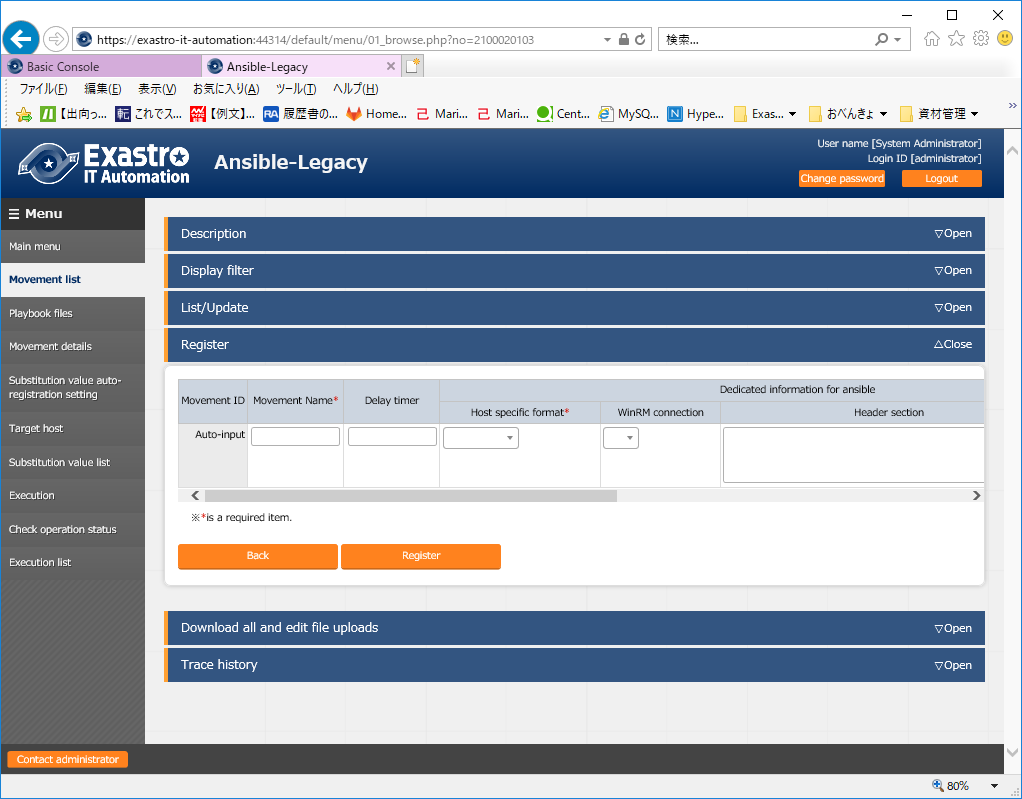 https://exastro-it-automation:44314/default/menu/01_browse.php?no=2100020103
検索...
Basic Console
Ansible-Legacy
ファイル(F) 編集(E) 表示(V) お気に入り(A) ツール(T) ヘルプ(H)
【出向っ... これでス... 【例文】... 履歴書の... Home... Mari... Mari... Cent... MySQ... Hype... Exas... おべんきょ 資材管理
Exastro
IT Automation
Ansible-Legacy
User name [System Administrator]
Login ID [administrator]
Change password
Logout
Menu
Main menu
Movement list
Playbook files
Movement details
Substitution value auto-
registration setting
Target host
Substitution value list
Execution
Check operation status
Execution list
Description ▽Open
Display filter ▽Open
List/Update ▽Open
Register △Close
Movement ID Movement Name* Delay timer Dedicated information for ansible
Host specific format* WinRM connection Header section
Auto-input
※*is a required item.
Back Register
Download all and edit file uploads ▽Open
Trace history ▽Open
Contact administrator
80%